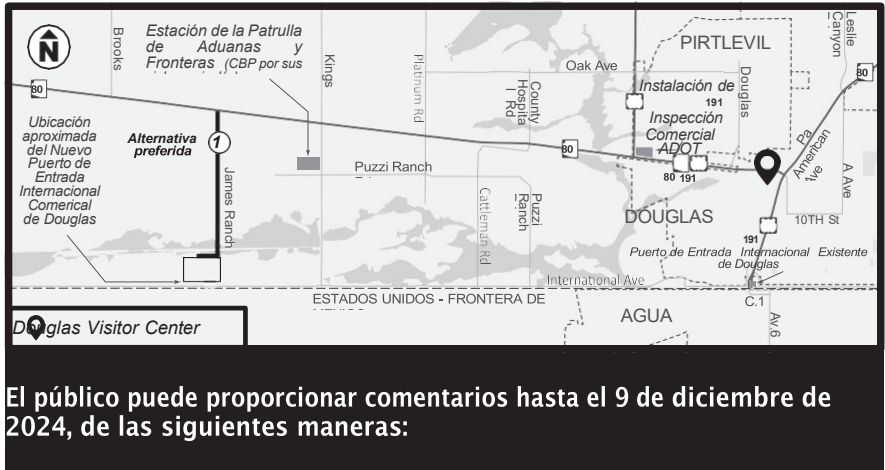 N
Brooks
Estación de la Patrulla
de Aduanas y
Fronteras (CBP por sus
Kings
Platinum Rd
Oak Ave
County
Hospita
l Rd
PIRTLEVIL
Leslie
Canyon
80
Instalación de
191
Inspección
Comercial
ADOT
Douglas
80
Ubicación
aproximada
del Nuevo
Puerto de
Entrada
Internacional
Comerical
de Douglas
Alternativa
preferida
1
James Ranch
Puzzi Ranch
80
80
191
Pa
American
Ave
A Ave
Cattleman Rd
Puzzi
Ranch
DOUGLAS
10TH St
191
Puerto de Entrada Internacional Existente
de Douglas
International Ave
ESTADOS UNIDOS - FRONTERA DE
C.1
AGUA
Av.6
Douglas Visitor Center
El público puede proporcionar comentarios hasta el 9 de diciembre de
2024, de las siguientes maneras: